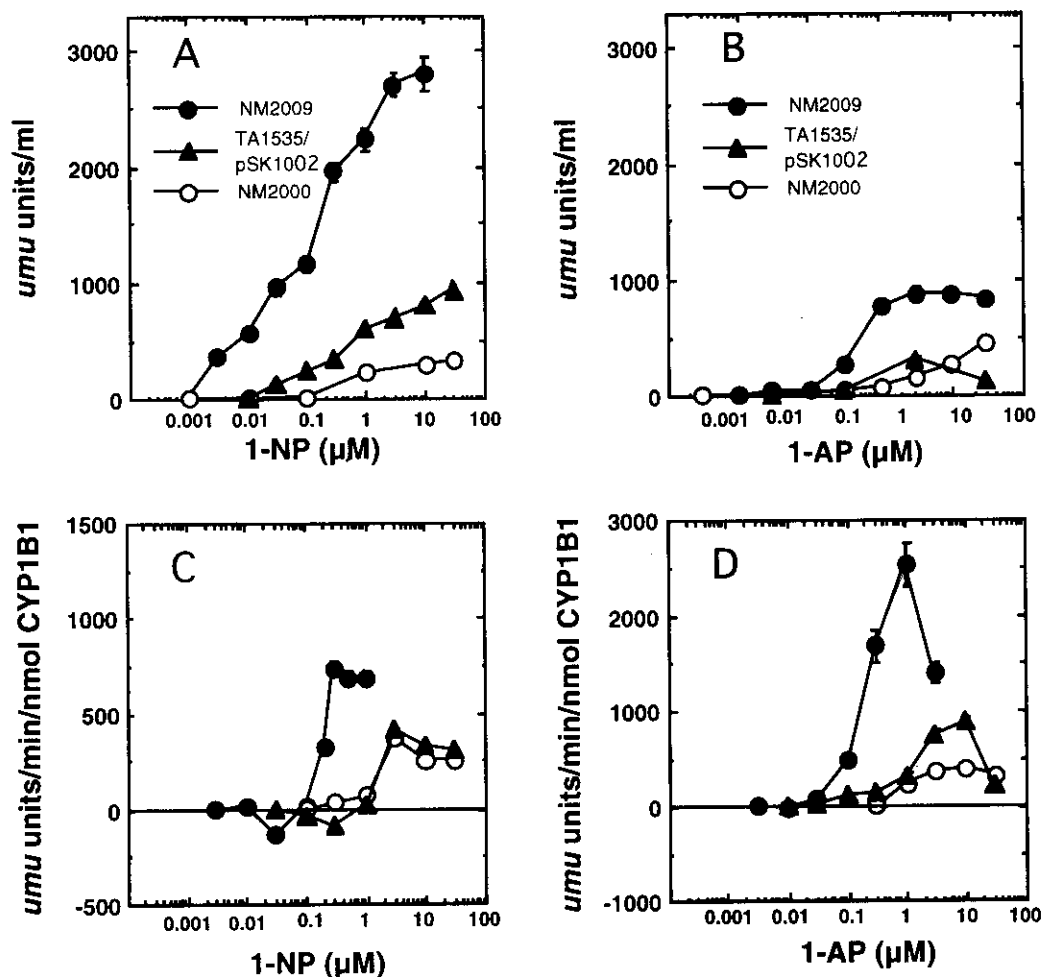 A
umu units/ml
3000
2000
1000
0
NM2009
TA1535/
pSK1002
NM2000
0.001 0.01 0.1 1 10 100
1-NP (µM)
B
umu units/ml
3000
2000
1000
0
NM2009
TA1535/
pSK1002
NM2000
0.001 0.01 0.1 1 10 100
1-AP (µM)
C
umu units/min/nmol CYP1B1
1500
1000
500
0
-500
0.001 0.01 0.1 1 10 100
1-NP (µM)
D
umu units/min/nmol CYP1B1
3000
2000
1000
0
-1000
0.001 0.01 0.1 1 10 100
1-AP (µM)